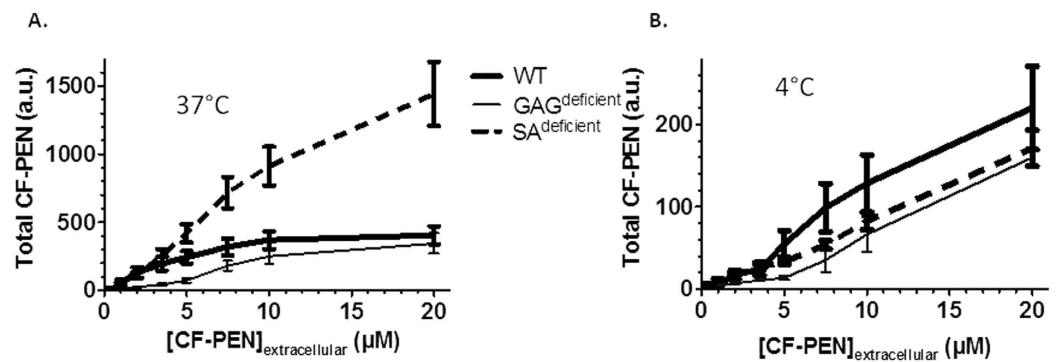 A.
Total CF-PEN (a.u.)
1500
1000
500
0
37°C
0
5
10
15
20
[CF-PEN]extracellular (µM)
WT
GAGdeficient
SAdeficient
B.
Total CF-PEN (a.u.)
200
100
0
4°C
0
5
10
15
20
[CF-PEN]extracellular (µM)